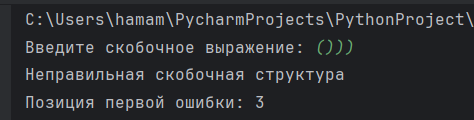 C:\Users\hamam\PycharmProjects\PythonProject\
Введите скобочное выражение: ()))
Неправильная скобочная структура
Позиция первой ошибки: 3